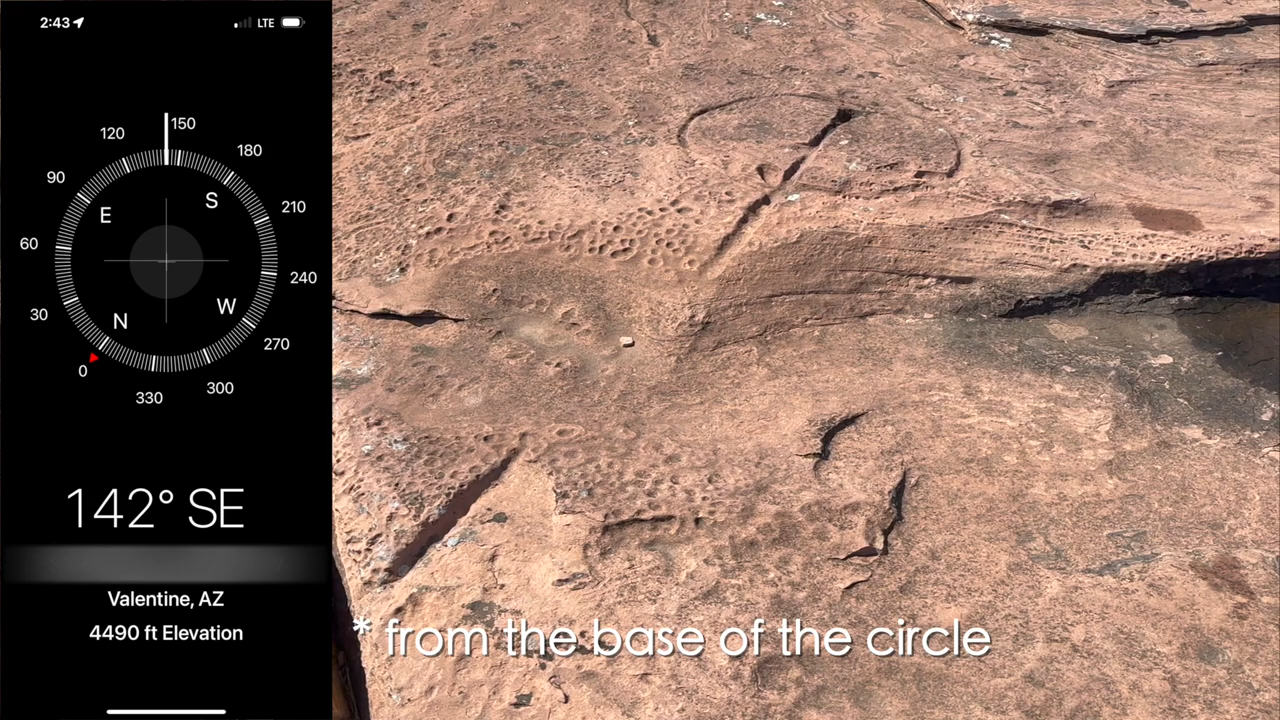 2:43
LTE
150
120
180
90
S
E
210
60
240
30
N
W
270
0
300
330
142° SE
Valentine, AZ
4490 ft Elevation
* from the base of the circle